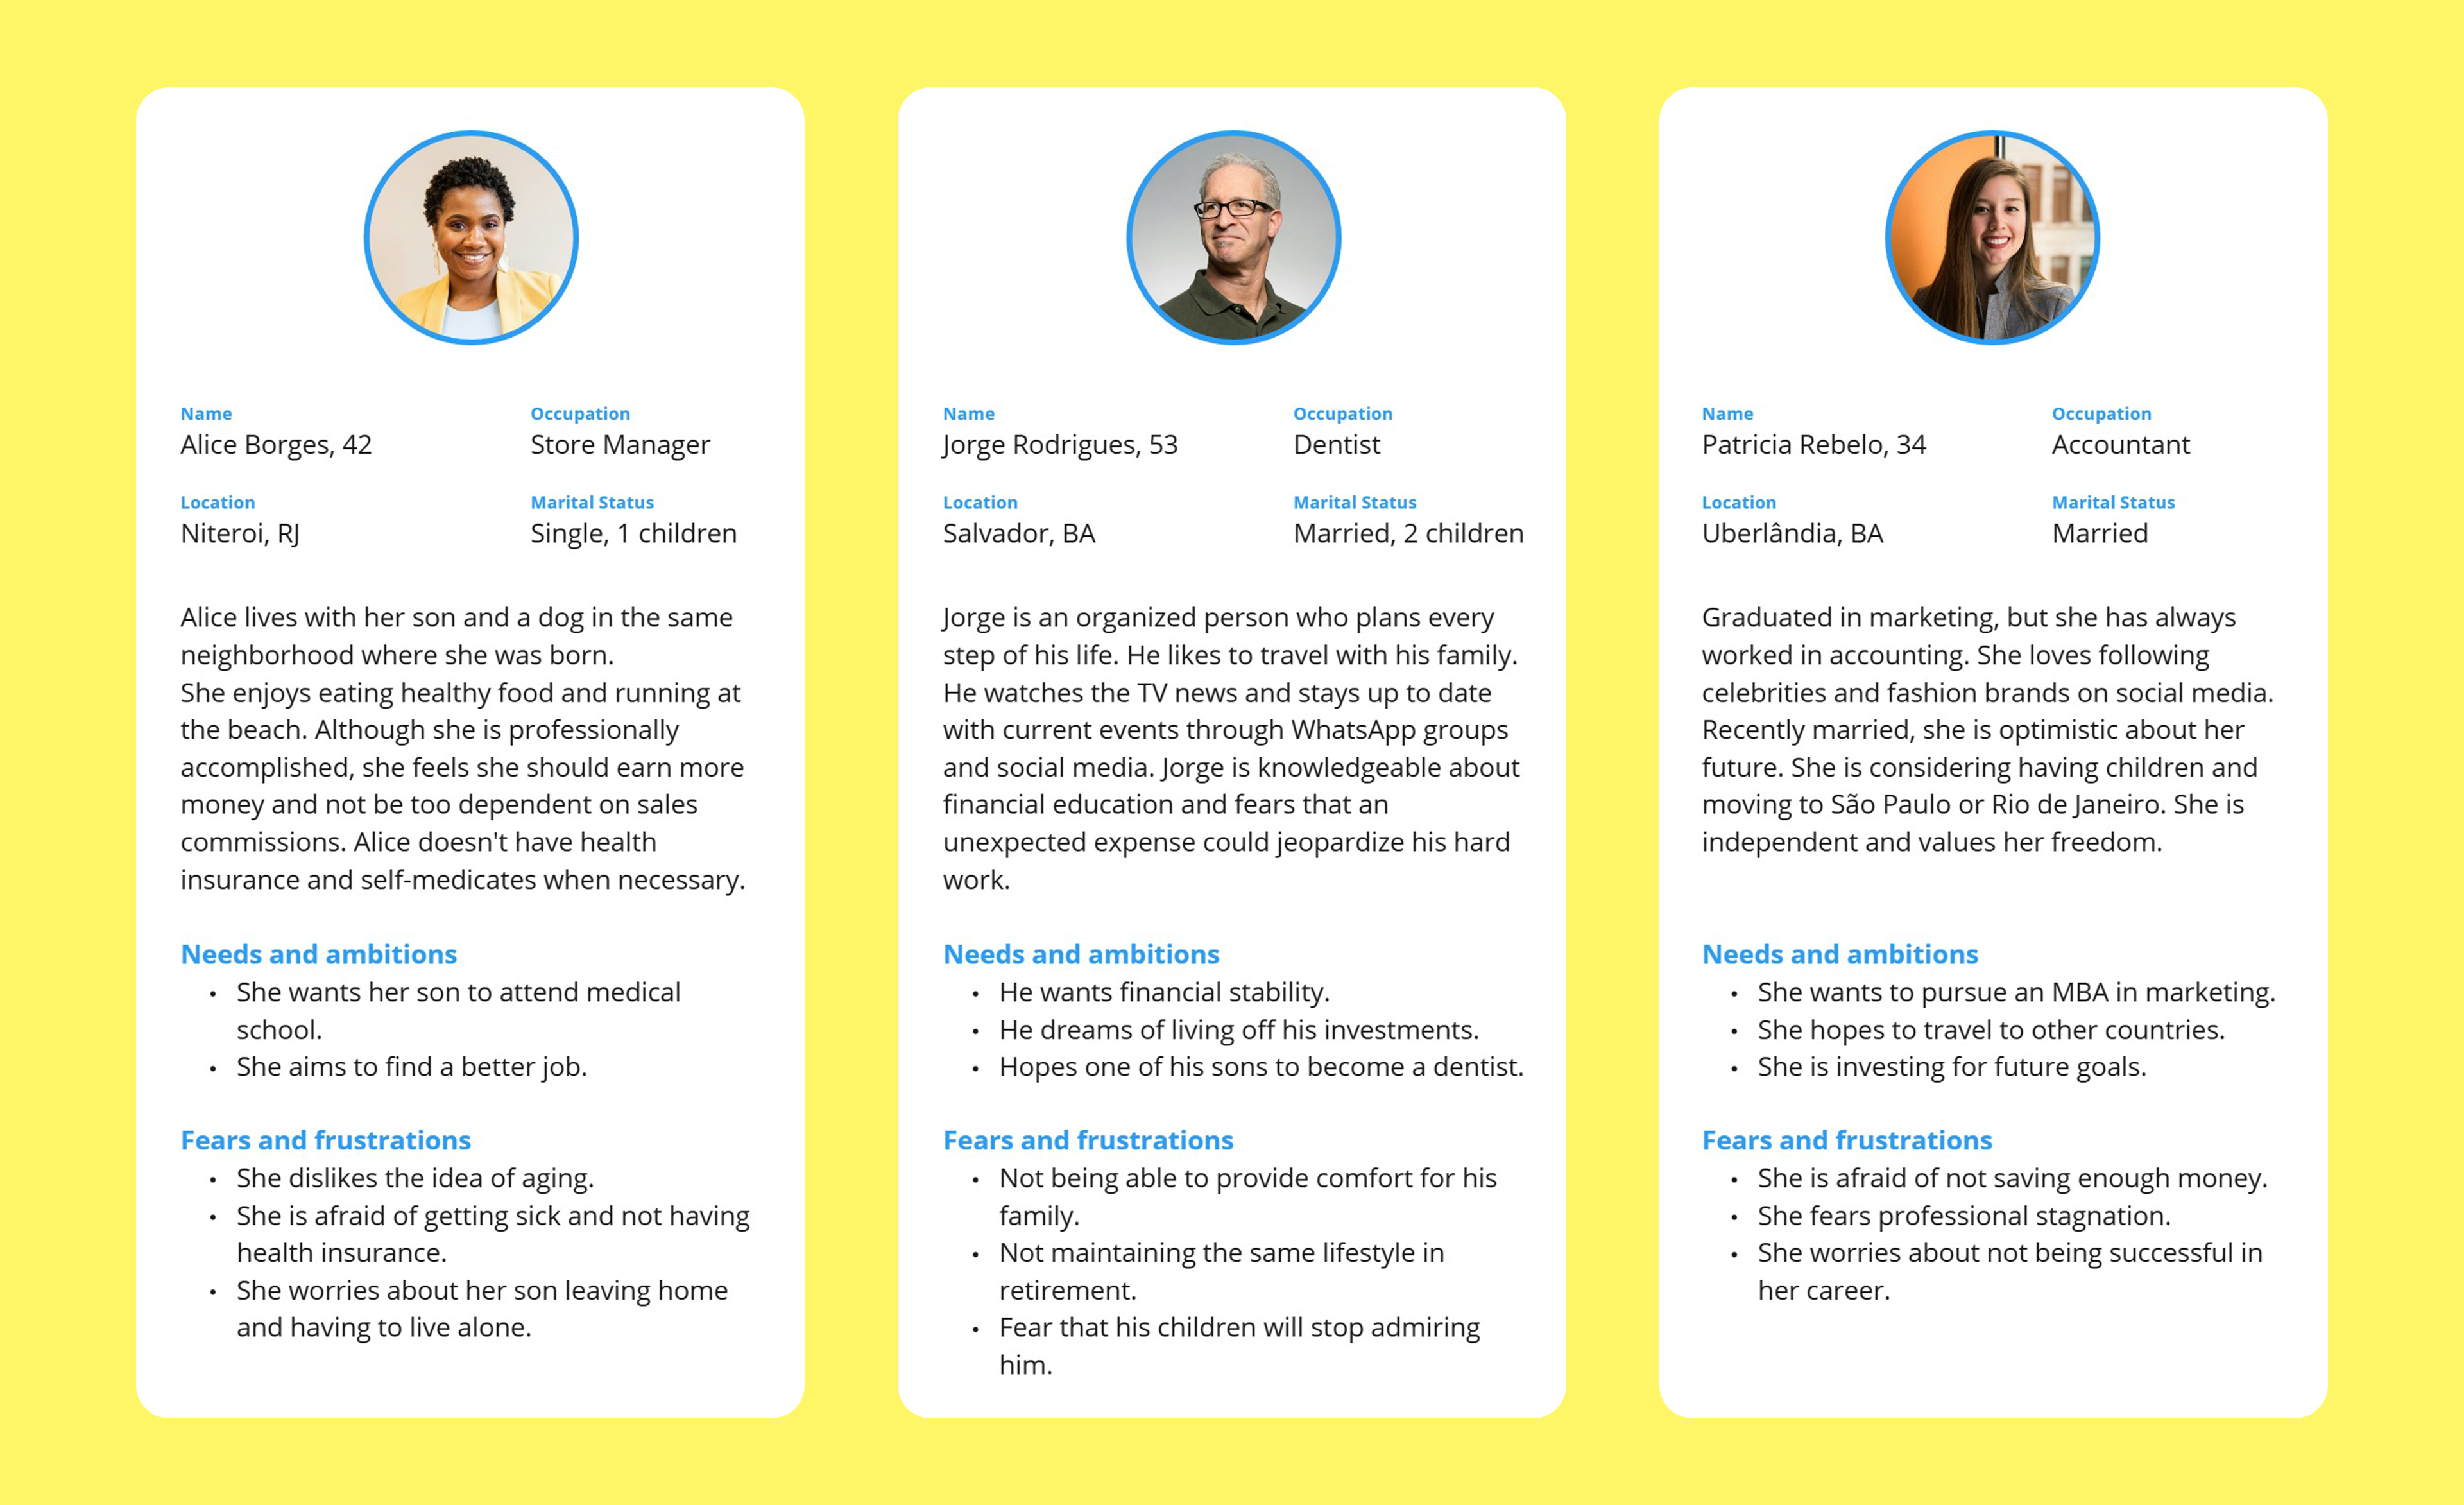 Name
Alice Borges, 42
Occupation
Store Manager
Location
Niteroi, RJ
Marital Status
Single, 1 children
Alice lives with her son and a dog in the same
neighborhood where she was born.
She enjoys eating healthy food and running at
the beach. Although she is professionally
accomplished, she feels she should earn more
money and not be too dependent on sales
commissions. Alice doesn't have health
insurance and self-medicates when necessary.
Needs and ambitions
• She wants her son to attend medical
school.
• She aims to find a better job.
Fears and frustrations
• She dislikes the idea of aging.
• She is afraid of getting sick and not having
health insurance.
• She worries about her son leaving home
and having to live alone.
Name
Jorge Rodrigues, 53
Occupation
Dentist
Location
Salvador, BA
Marital Status
Married, 2 children
Jorge is an organized person who plans every
step of his life. He likes to travel with his family.
He watches the TV news and stays up to date
with current events through WhatsApp groups
and social media. Jorge is knowledgeable about
financial education and fears that an
unexpected expense could jeopardize his hard
work.
Needs and ambitions
• He wants financial stability.
• He dreams of living off his investments.
• Hopes one of his sons to become a dentist.
Fears and frustrations
• Not being able to provide comfort for his
family.
• Not maintaining the same lifestyle in
retirement.
• Fear that his children will stop admiring
him.
Name
Patricia Rebelo, 34
Occupation
Accountant
Location
Uberlândia, BA
Marital Status
Married
Graduated in marketing, but she has always
worked in accounting. She loves following
celebrities and fashion brands on social media.
Recently married, she is optimistic about her
future. She is considering having children and
moving to São Paulo or Rio de Janeiro. She is
independent and values her freedom.
Needs and ambitions
• She wants to pursue an MBA in marketing.
• She hopes to travel to other countries.
• She is investing for future goals.
Fears and frustrations
• She is afraid of not saving enough money.
• She fears professional stagnation.
• She worries about not being successful in
her career.